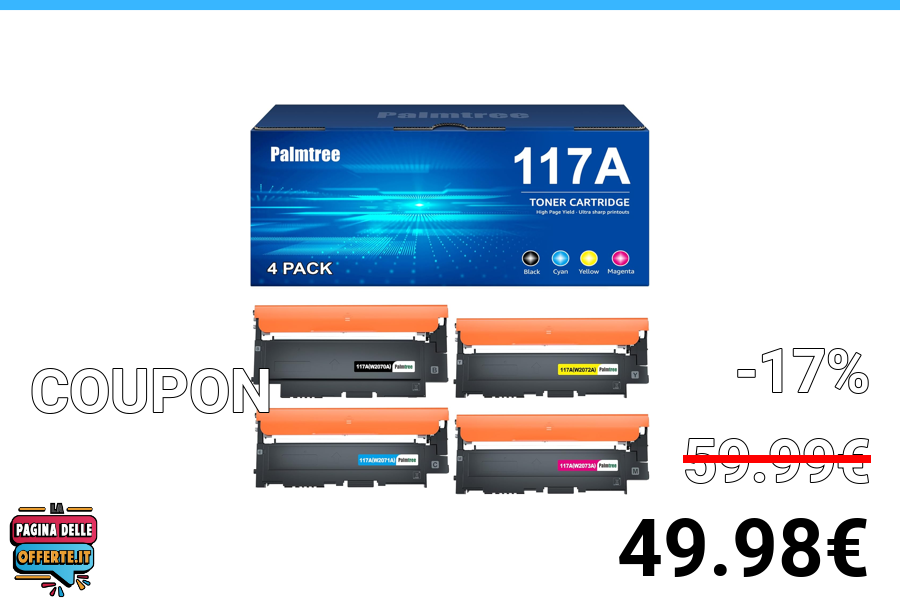 Palmtree
Palmtree
117A
TONER CARTRIDGE
High Page Yield - Ultra sharp printouts
4 PACK
Black
Cyan
Yellow
Magenta
117A(W2070A) Palmtree
B
117A(W2072A) Palmtree
Y
117A(W2071A) Palmtree
C
117A(W2073A) Palmtree
M
COUPON
-17%
59.99€
49.98€
LA
PAGINA DELLE
OFFERTE.IT